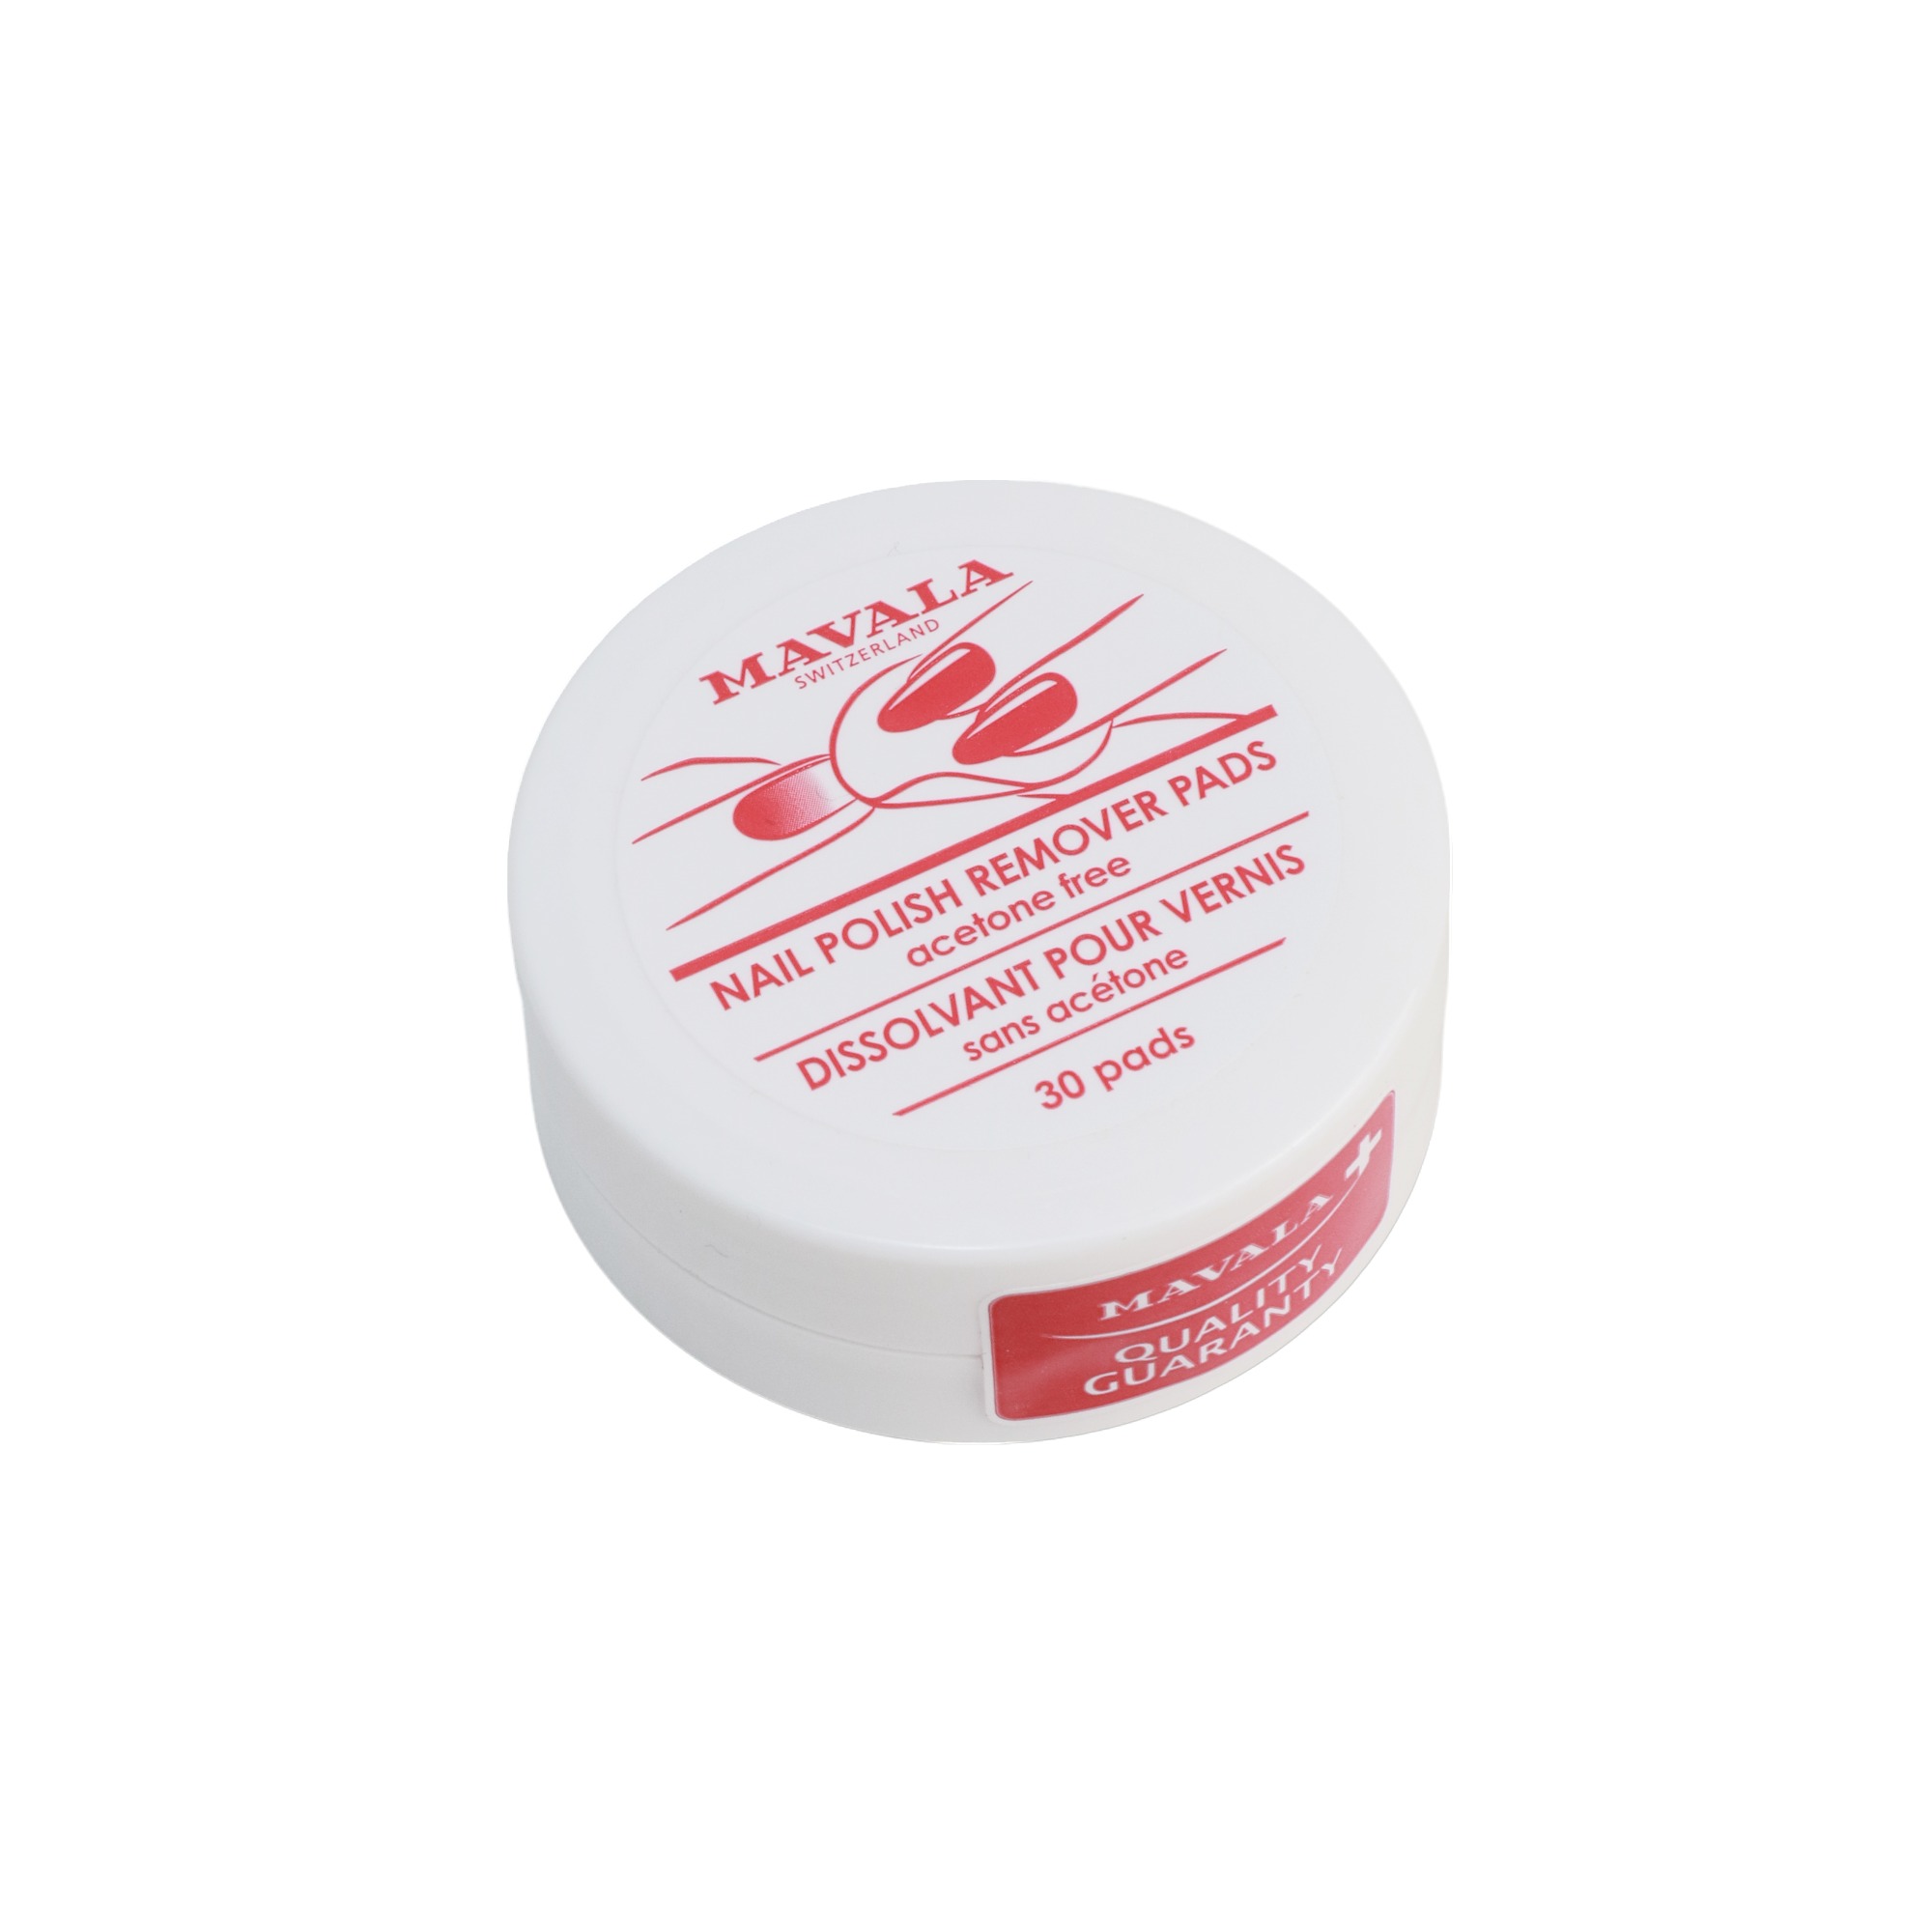 MAVALA
SWITZERLAND
NAIL POLISH REMOVER PADS
acetone free
DISSOLVANT POUR VERNIS
sans acétone
30 pads
MAVALA
QUALITY
GUARANTY